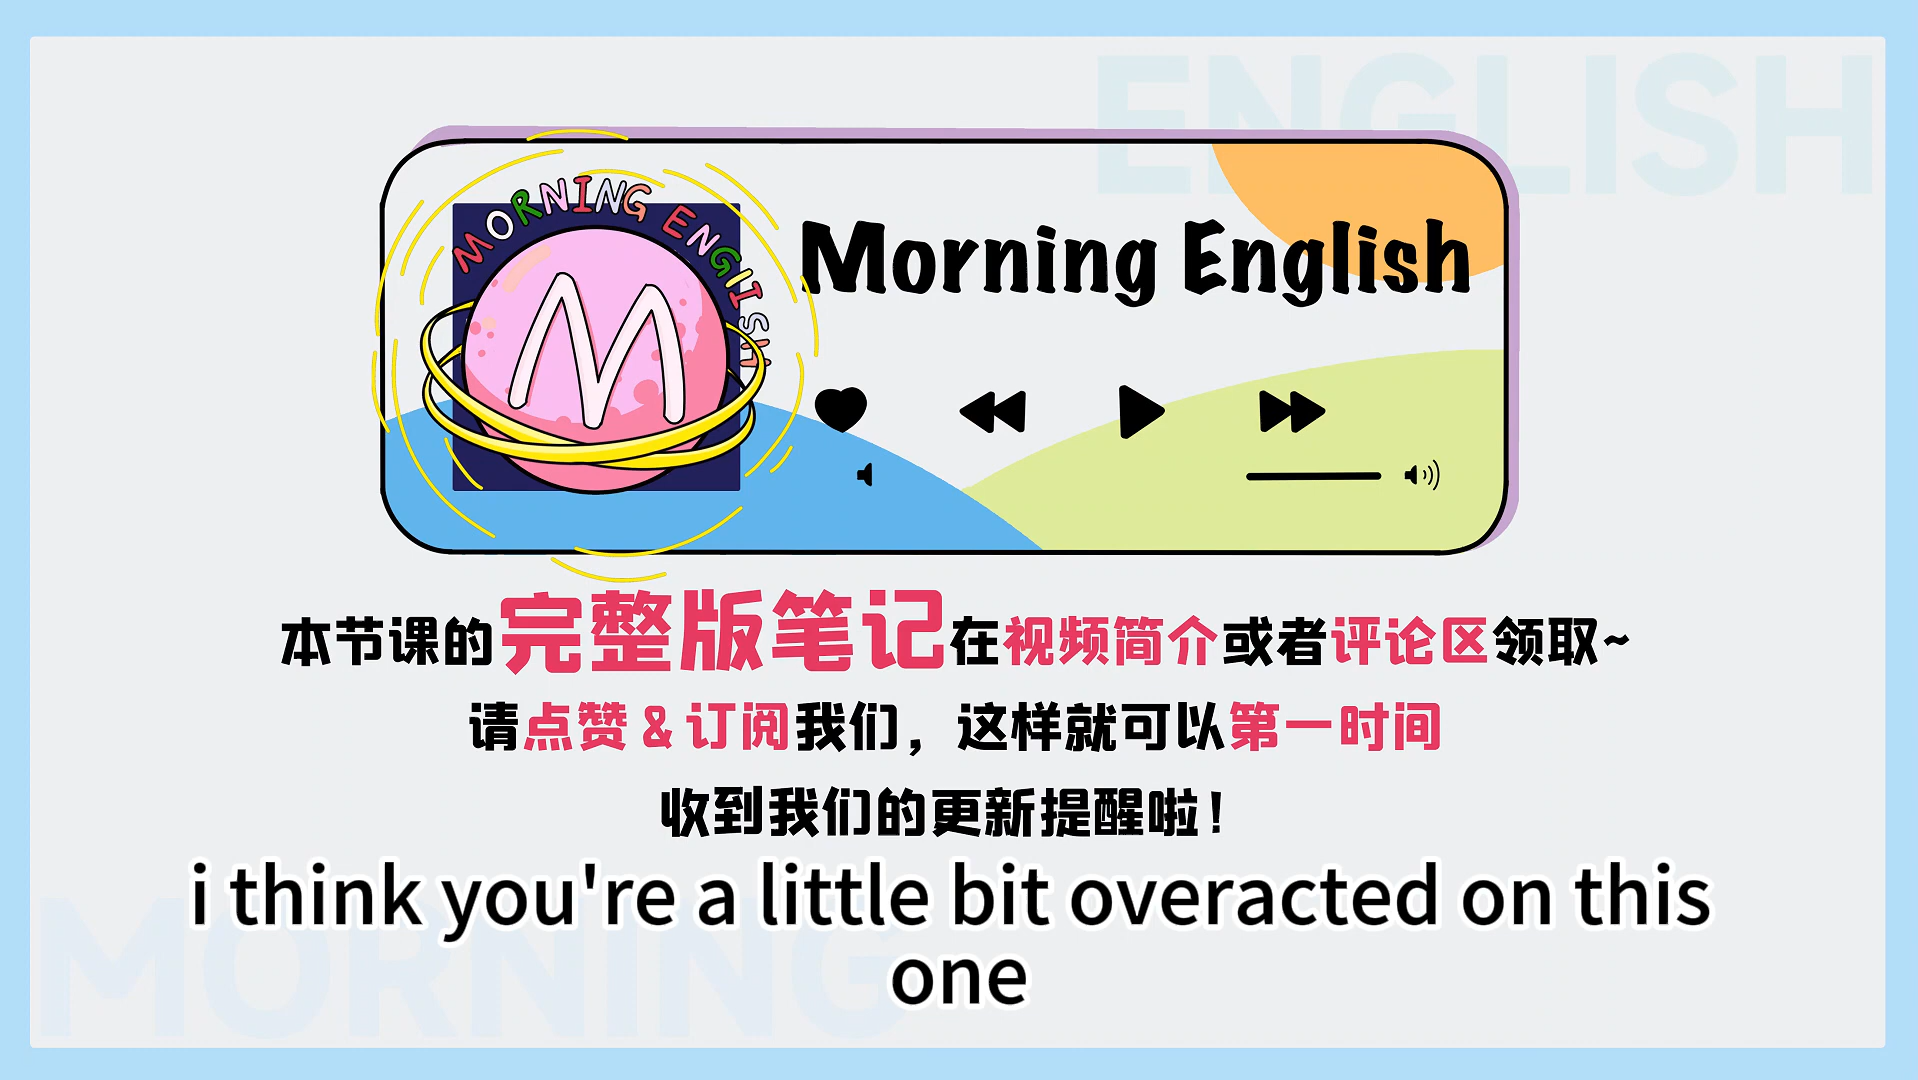 ENGLISH
MORNING ENGLISH
M
Morning English
本节课的完整版笔记在视频简介或者评论区领取~
请点赞&订阅我们，这样就可以第一时间
收到我们的更新提醒啦！
i think you're a little bit overacted on this
one
MORNING